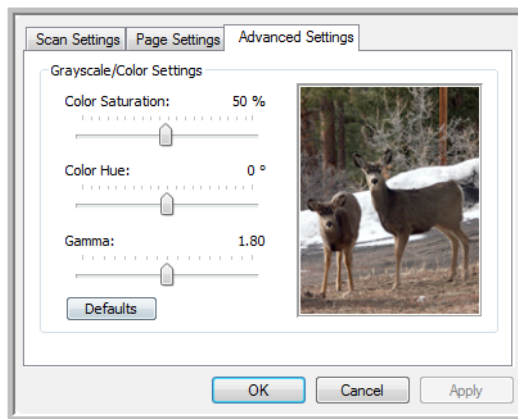 Scan Settings Page Settings Advanced Settings
Grayscale/Color Settings
Color Saturation: 50 %
Color Hue: 0 °
Gamma: 1.80
Defaults
OK Cancel Apply